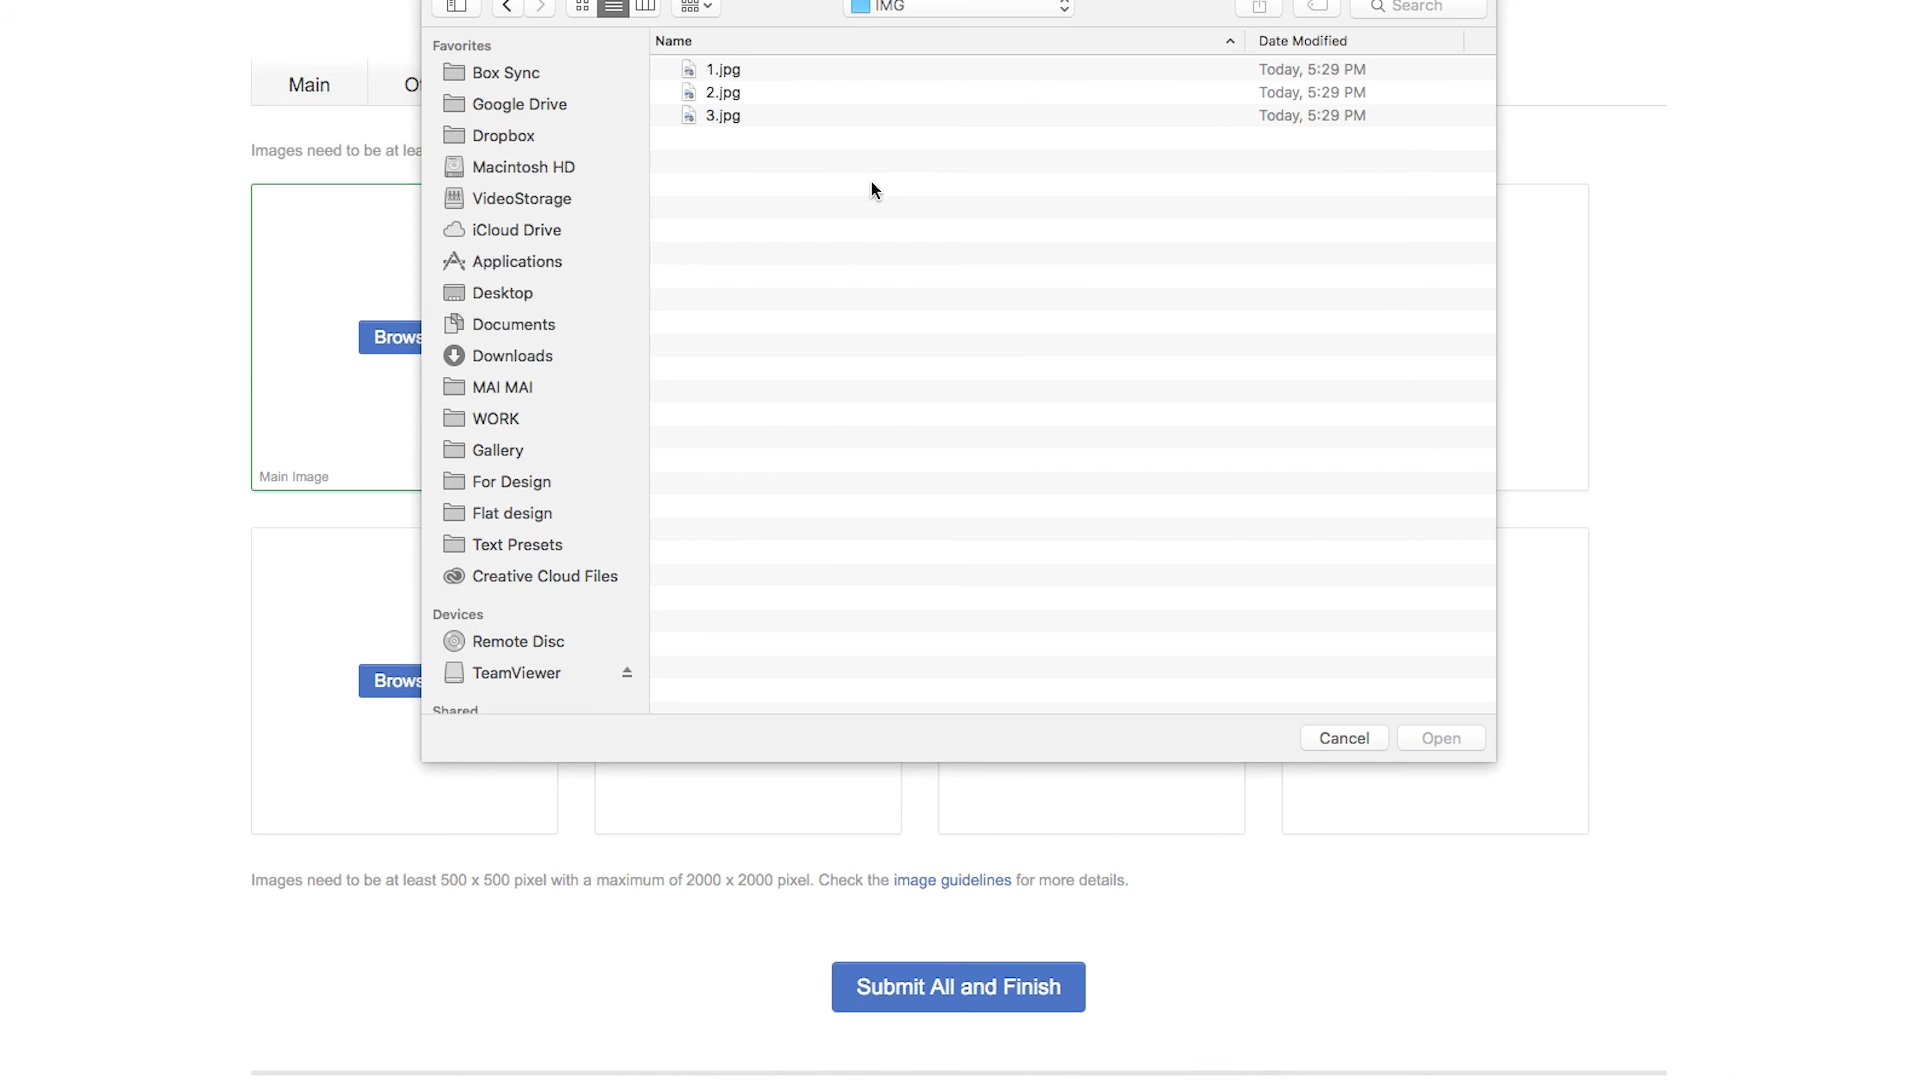 IMG
Search
Favorites
Name
Date Modified
Main
Box Sync
1.jpg
Today, 5:29 PM
2.jpg
Today, 5:29 PM
3.jpg
Today, 5:29 PM
Google Drive
Dropbox
Images need to be at
Macintosh HD
VideoStorage
iCloud Drive
Applications
Desktop
Documents
Downloads
MAI MAI
WORK
Gallery
Main Image
For Design
Flat design
Text Presets
Creative Cloud Files
Devices
Remote Disc
TeamViewer
Shared
Cancel
Open
Images need to be at least 500 x 500 pixel with a maximum of 2000 x 2000 pixel. Check the image guidelines for more details.
Submit All and Finish